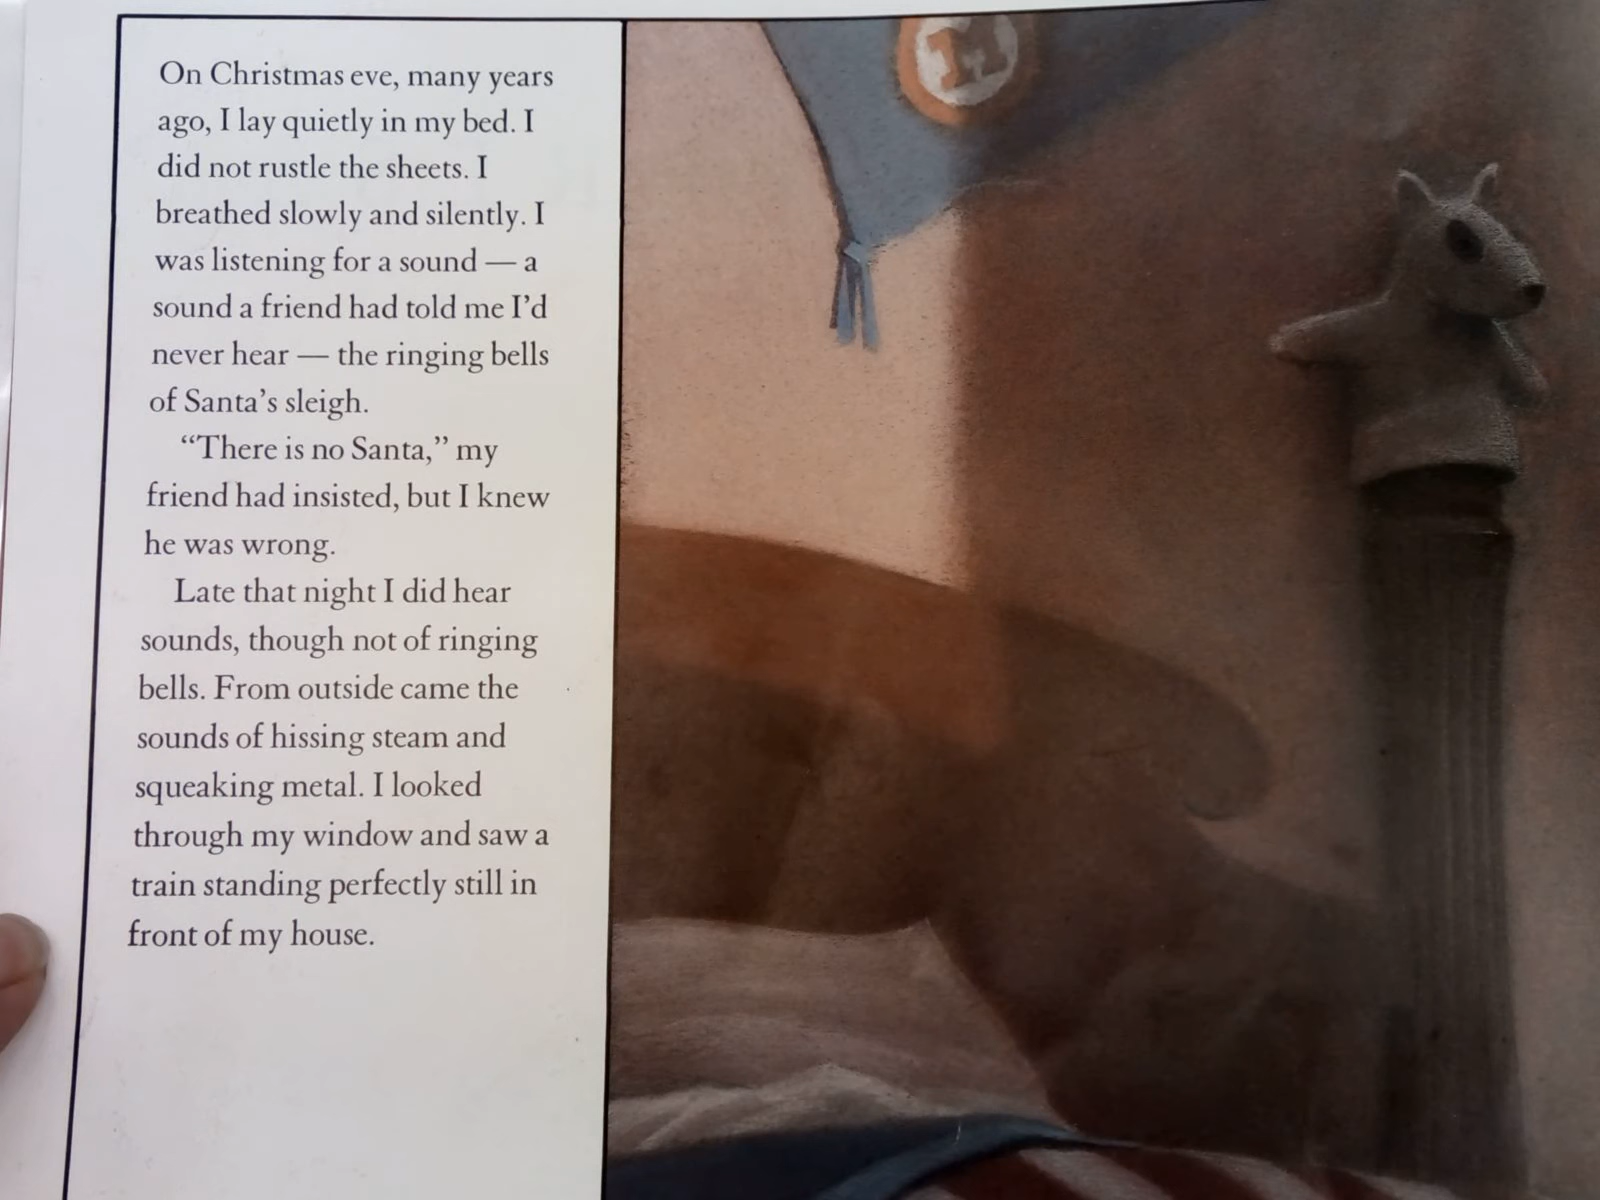 On Christmas eve, many years
ago, I lay quietly in my bed. I
did not rustle the sheets. I
breathed slowly and silently. I
was listening for a sound — a
sound a friend had told me I’d
never hear — the ringing bells
of Santa’s sleigh.
“There is no Santa,” my
friend had insisted, but I knew
he was wrong.
Late that night I did hear
sounds, though not of ringing
bells. From outside came the
sounds of hissing steam and
squeaking metal. I looked
through my window and saw a
train standing perfectly still in
front of my house.